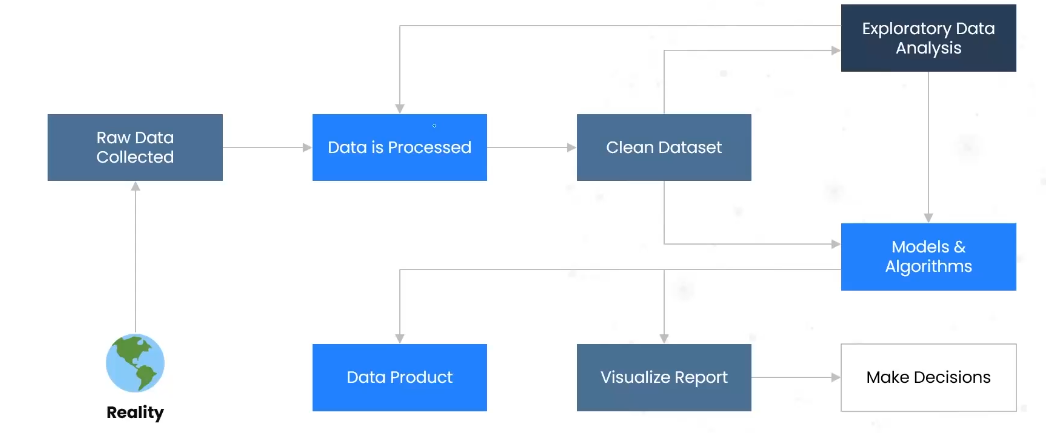 Exploratory Data
Analysis
Raw Data
Collected
Data is Processed
Clean Dataset
Models &
Algorithms
Data Product
Visualize Report
Make Decisions
Reality